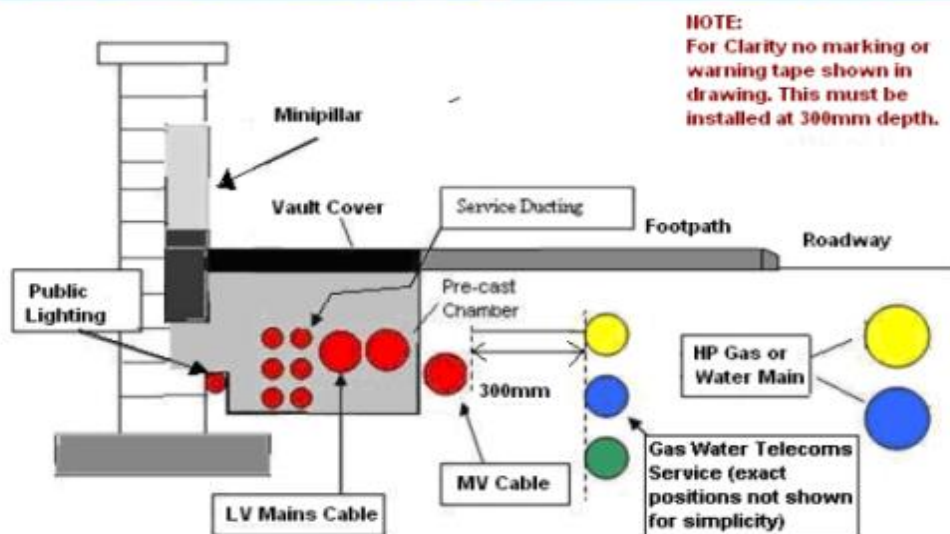 NOTE:
For Clarity no marking or
warning tape shown in
drawing. This must be
installed at 300mm depth.
Minipillar
Service Ducting
Vault Cover
Footpath
Roadway
Public
Lighting
Pre-cast
Chamber
HP Gas or
Water Main
300mm
Gas Water Telecoms
Service (exact
positions not shown
for simplicity)
MV Cable
LV Mains Cable